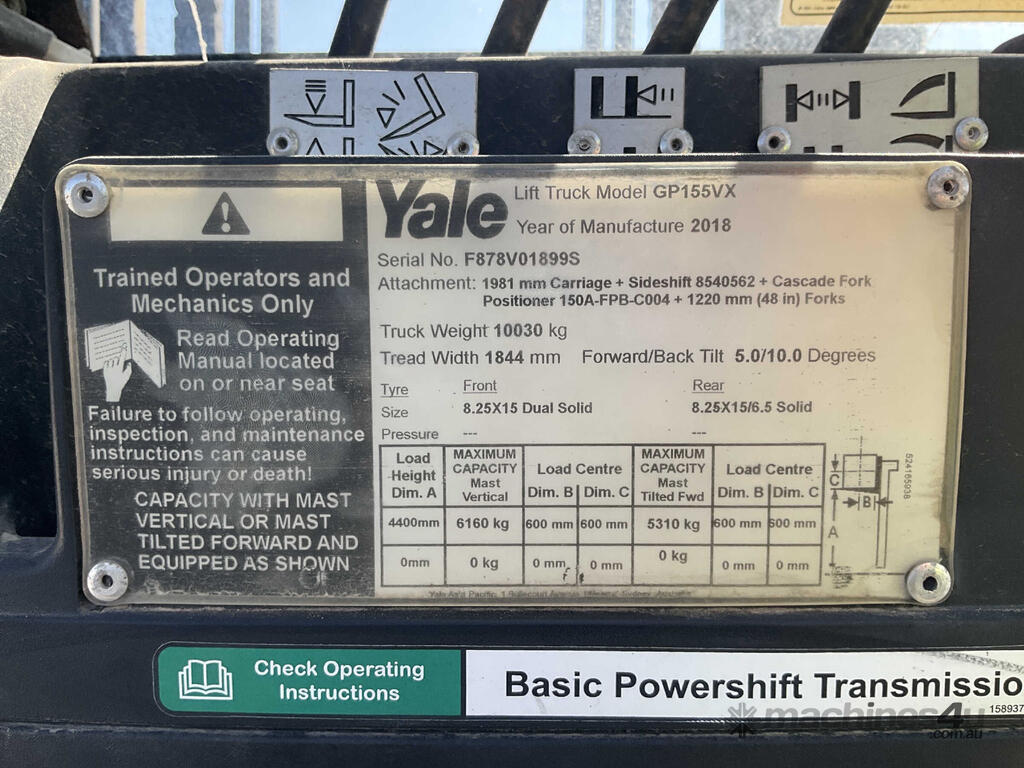 Trained Operators and
Mechanics Only
Read Operating
Manual located
on or near seat
Failure to follow operating,
inspection, and maintenance
instructions can cause
serious injury or death!
CAPACITY WITH MAST
VERTICAL OR MAST
TILTED FORWARD AND
EQUIPPED AS SHOWN
Yale Lift Truck Model GP155VX
Year of Manufacture 2018
Serial No. F878V01899S
Attachment: 1981 mm Carriage + Sideshift 8540562 + Cascade Fork
Positioner 150A-FPB-C004 + 1220 mm (48 in) Forks
Truck Weight 10030 kg
Tread Width 1844 mm Forward/Back Tilt 5.0/10.0 Degrees
Tyre Front Rear
Size 8.25X15 Dual Solid 8.25X15/6.5 Solid
Pressure --- ---
Load Height Dim. A MAXIMUM CAPACITY Mast Vertical Load Centre Dim. B Dim. C MAXIMUM CAPACITY Mast Tilted Fwd Load Centre Dim. B Dim. C
4400mm 6160 kg 600 mm 600 mm 5310 kg 600 mm 600 mm
0mm 0 kg 0 mm 0 mm 0 kg 0 mm 0 mm
C
B
A
524165938
Yale Asia Pacific, 1 Sydney, Australia
Check Operating
Instructions
Basic Powershift Transmissio
158937
machines4u
.com.au